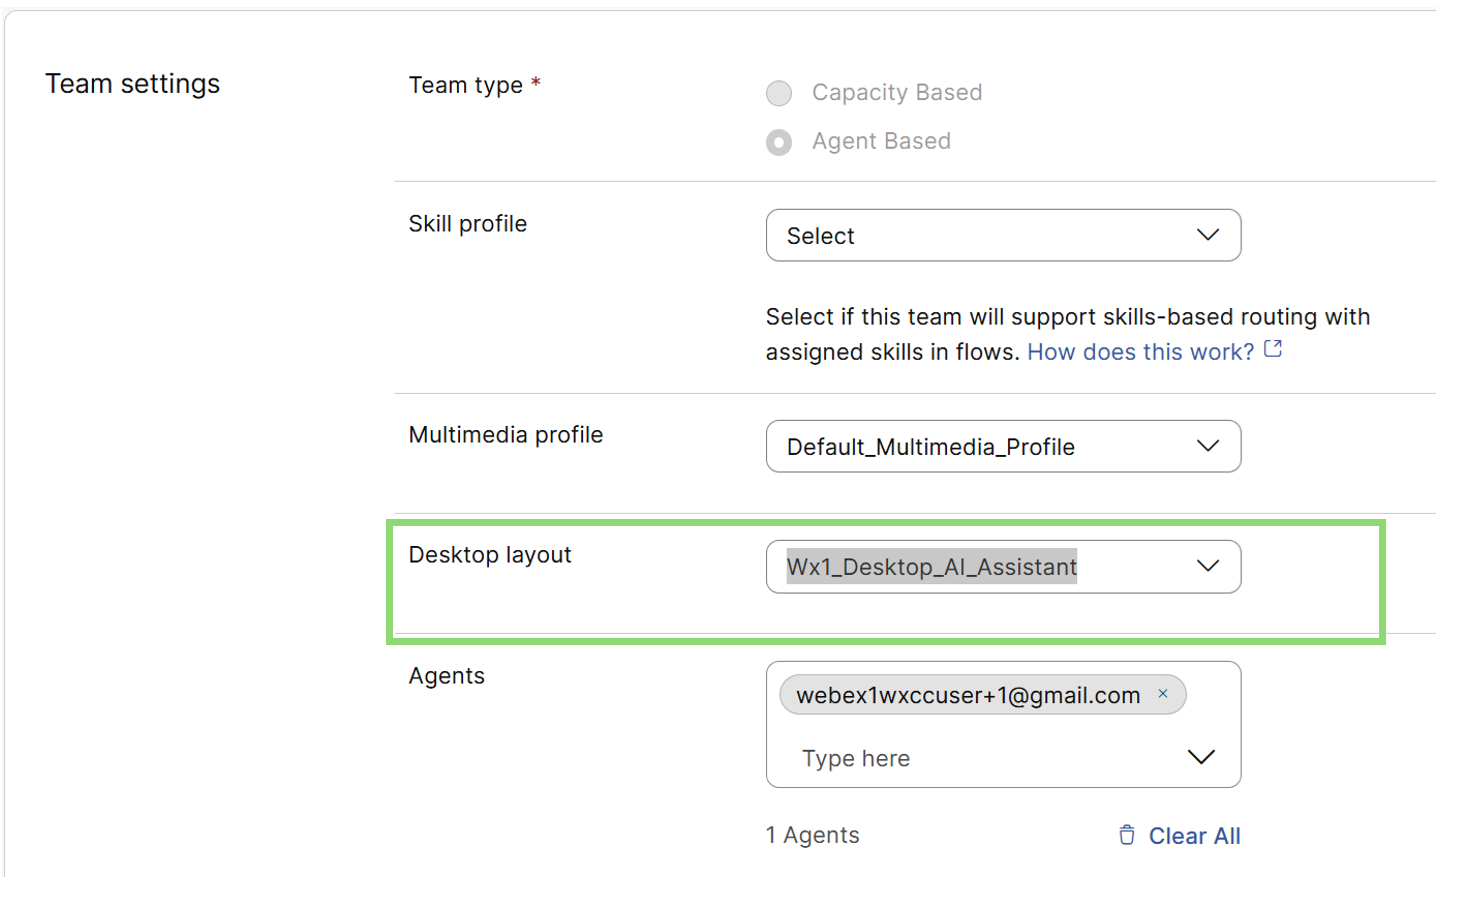 Team settings
Team type *
Capacity Based
Agent Based
Skill profile
Select
Select if this team will support skills-based routing with
assigned skills in flows. How does this work?
Multimedia profile
Default_Multimedia_Profile
Desktop layout
Wx1_Desktop_AI_Assistant
Agents
webex1wxccuser+1@gmail.com ×
Type here
1 Agents
Clear All